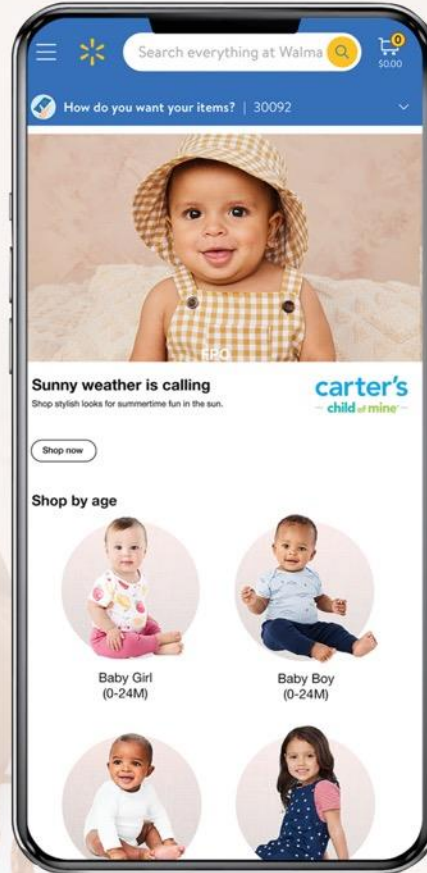 Search everything at Walma
0
$0.00
How do you want your items? | 30092
FPO
Sunny weather is calling
Shop stylish looks for summertime fun in the sun.
carter's
child of mine
Shop now
Shop by age
Baby Girl
(0-24M)
Baby Boy
(0-24M)